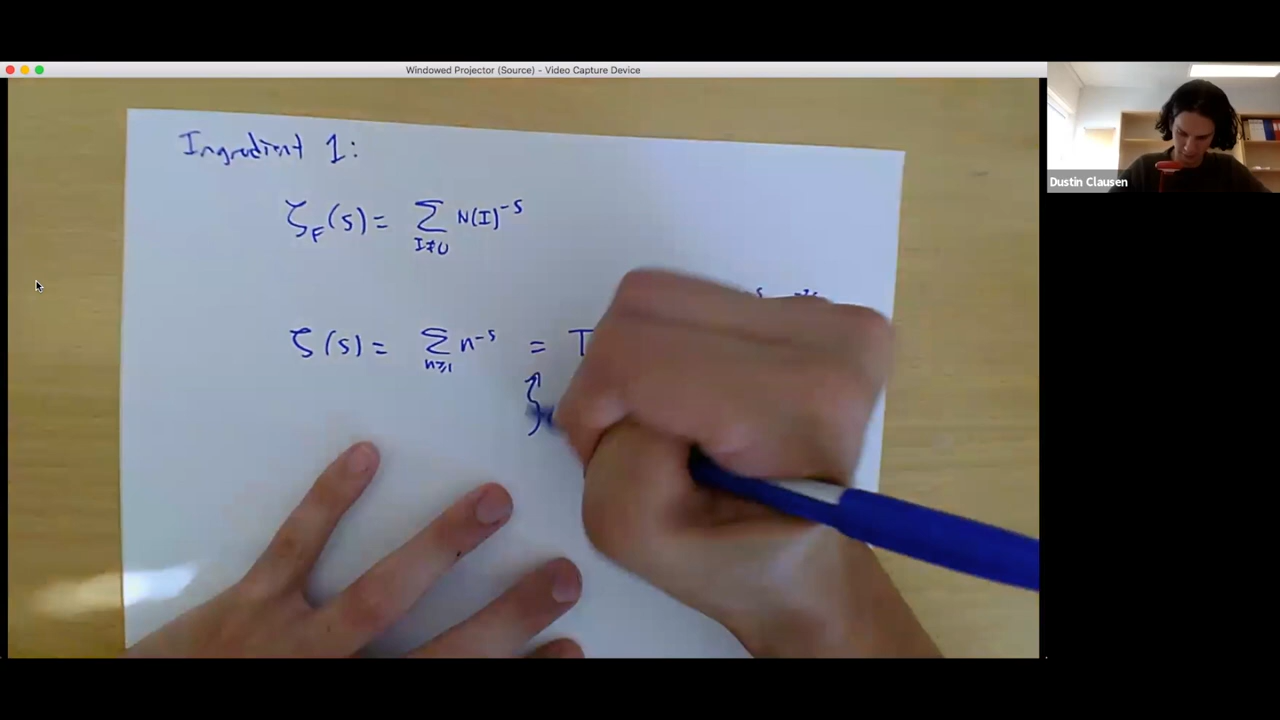 Windowed Projector (Source) - Video Capture Device
Ingredient 1:
ζ_F(s) = Σ_{I≠0} N(I)^{-s}
ζ(s) = Σ_{n≥1} n^{-s} =
Dustin Clausen